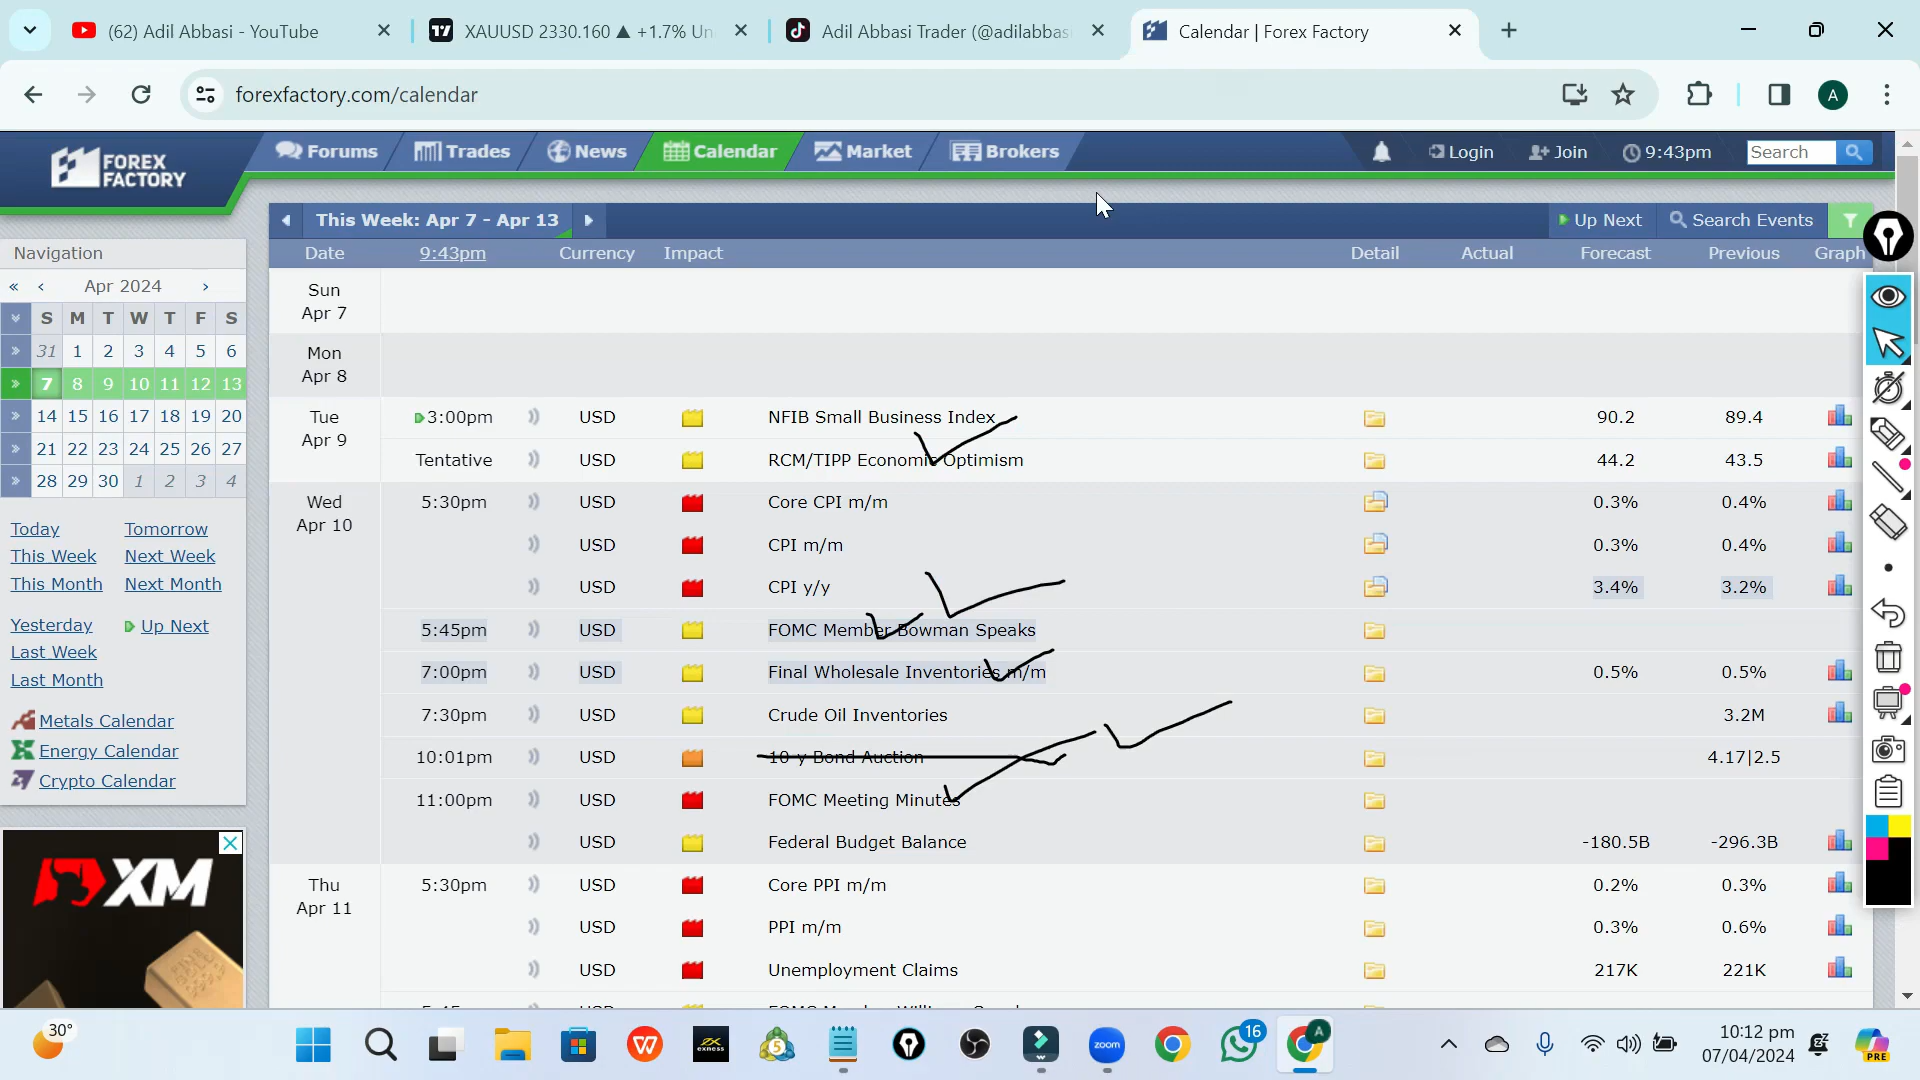 (62) Adil Abbasi - YouTube
XAUUSD 2330.160 ▲ +1.7% Un
Adil Abbasi Trader (@adilabbas
Calendar | Forex Factory
forexfactory.com/calendar
A
FOREX FACTORY
Forums
Trades
News
Calendar
Market
Brokers
Login
Join
9:43pm
Search
This Week: Apr 7 - Apr 13
Up Next
Search Events
Date 9:43pm Currency Impact Detail Actual Forecast Previous Graph
Navigation
« ‹ Apr 2024 ›
S M T W T F S
31 1 2 3 4 5 6
7 8 9 10 11 12 13
14 15 16 17 18 19 20
21 22 23 24 25 26 27
28 29 30 1 2 3 4
Today Tomorrow
This Week Next Week
This Month Next Month
Yesterday Up Next
Last Week
Last Month
Metals Calendar
Energy Calendar
Crypto Calendar
XM
Sun
Apr 7
Mon
Apr 8
Tue
Apr 9
3:00pm USD NFIB Small Business Index 90.2 89.4
Tentative USD RCM/TIPP Economic Optimism 44.2 43.5
Wed
Apr 10
5:30pm USD Core CPI m/m 0.3% 0.4%
USD CPI m/m 0.3% 0.4%
USD CPI y/y 3.4% 3.2%
5:45pm USD FOMC Member Bowman Speaks
7:00pm USD Final Wholesale Inventories m/m 0.5% 0.5%
7:30pm USD Crude Oil Inventories 3.2M
10:01pm USD 10-y Bond Auction 4.17|2.5
11:00pm USD FOMC Meeting Minutes
USD Federal Budget Balance -180.5B -296.3B
Thu
Apr 11
5:30pm USD Core PPI m/m 0.2% 0.3%
USD PPI m/m 0.3% 0.6%
USD Unemployment Claims 217K 221K
30°
exness
5
zoom
16
A
10:12 pm
07/04/2024
PRE